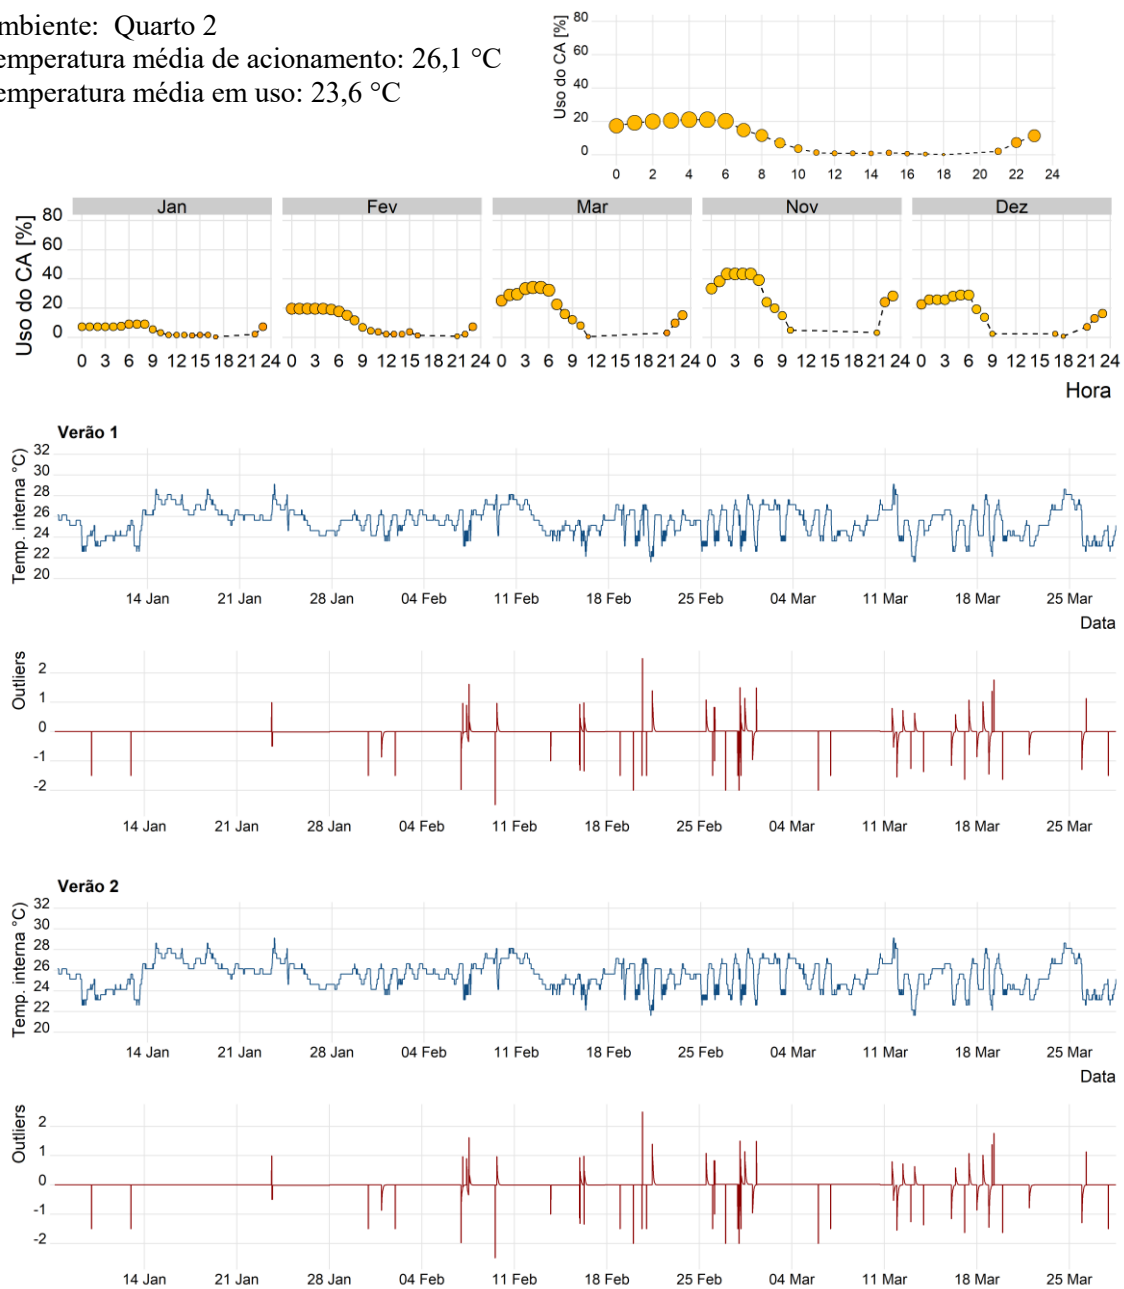 mbiente: Quarto 2
emperatura média de acionamento: 26,1 °C
emperatura média em uso: 23,6 °C
Uso do CA [%]
80
60
40
20
0
0 2 4 6 8 10 12 14 16 18 20 22 24
Jan Fev Mar Nov Dez
Uso do CA [%]
80
60
40
20
0
0 3 6 9 12 15 18 21 24 0 3 6 9 12 15 18 21 24 0 3 6 9 12 15 18 21 24 0 3 6 9 12 15 18 21 24 0 3 6 9 12 15 18 21 24
Hora
Verão 1
Temp. interna °C)
32
30
28
26
24
22
20
14 Jan 21 Jan 28 Jan 04 Feb 11 Feb 18 Feb 25 Feb 04 Mar 11 Mar 18 Mar 25 Mar
Data
Outliers
2
1
0
-1
-2
14 Jan 21 Jan 28 Jan 04 Feb 11 Feb 18 Feb 25 Feb 04 Mar 11 Mar 18 Mar 25 Mar
Verão 2
Temp. interna °C)
32
30
28
26
24
22
20
14 Jan 21 Jan 28 Jan 04 Feb 11 Feb 18 Feb 25 Feb 04 Mar 11 Mar 18 Mar 25 Mar
Data
Outliers
2
1
0
-1
-2
14 Jan 21 Jan 28 Jan 04 Feb 11 Feb 18 Feb 25 Feb 04 Mar 11 Mar 18 Mar 25 Mar